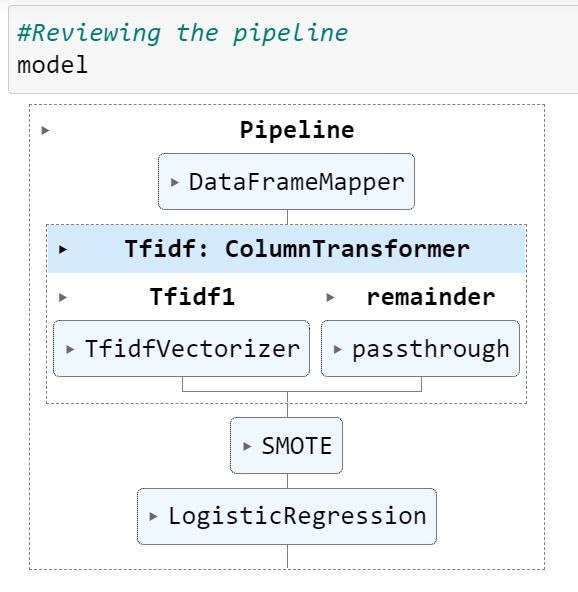 #Reviewing the pipeline
model
Pipeline
DataFrameMapper
Tfidf: ColumnTransformer
Tfidf1 remainder
TfidfVectorizer passthrough
SMOTE
LogisticRegression